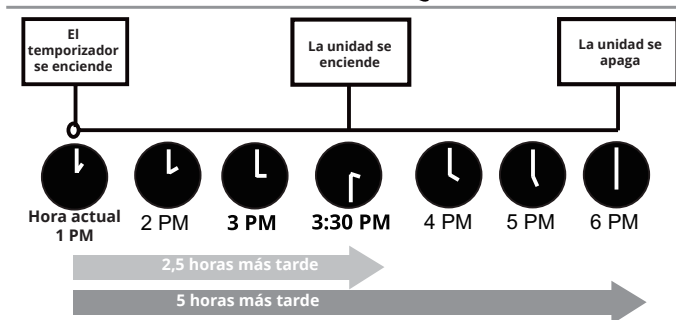 El
temporizador
se enciende
La unidad se
enciende
La unidad se
apaga
Hora actual
1 PM
2 PM
3 PM
3:30 PM
4 PM
5 PM
6 PM
2,5 horas más tarde
5 horas más tarde